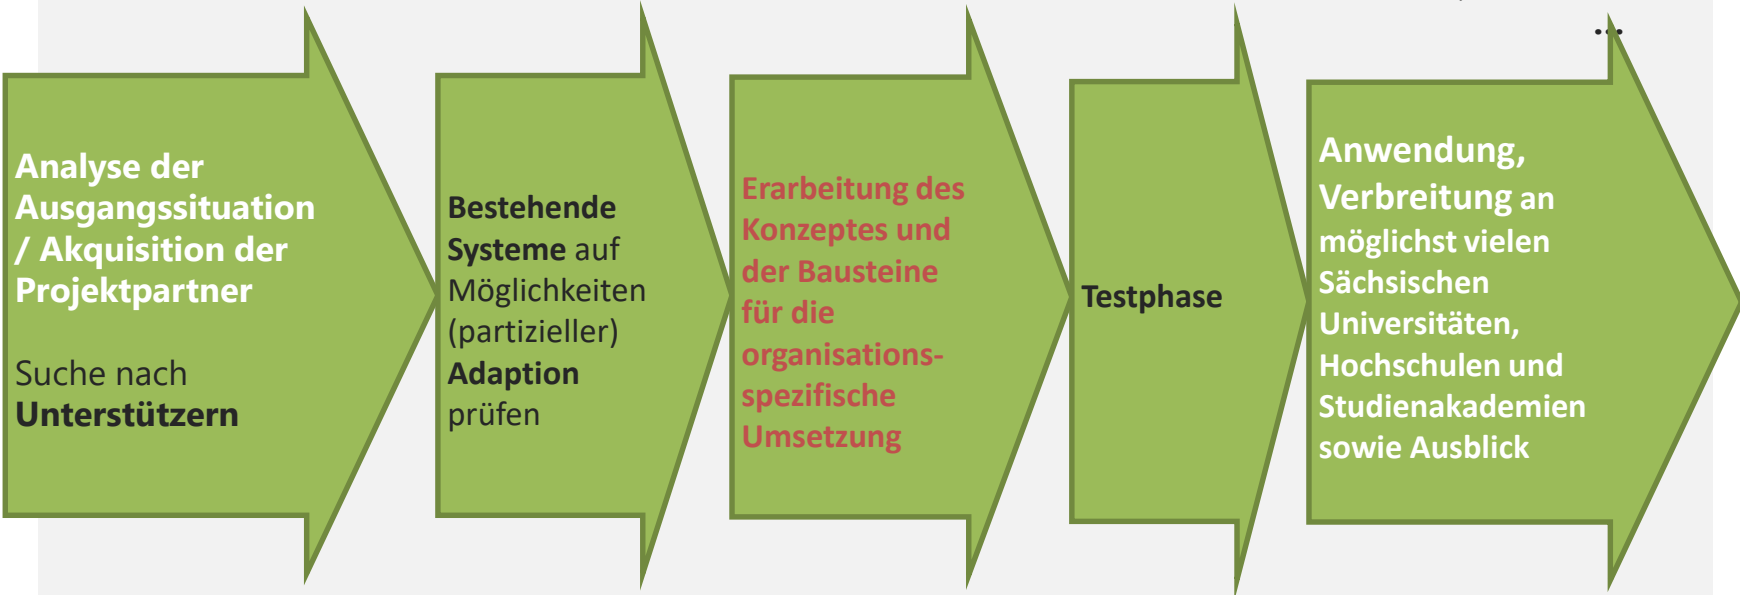 ...
Analyse der
Ausgangssituation
/ Akquisition der
Projektpartner
Suche nach
Unterstützern
Bestehende
Systeme auf
Möglichkeiten
(partizieller)
Adaption
prüfen
Erarbeitung des
Konzeptes und
der Bausteine
für die
organisations-
spezifische
Umsetzung
Testphase
Anwendung,
Verbreitung an
möglichst vielen
Sächsischen
Universitäten,
Hochschulen und
Studienakademien
sowie Ausblick